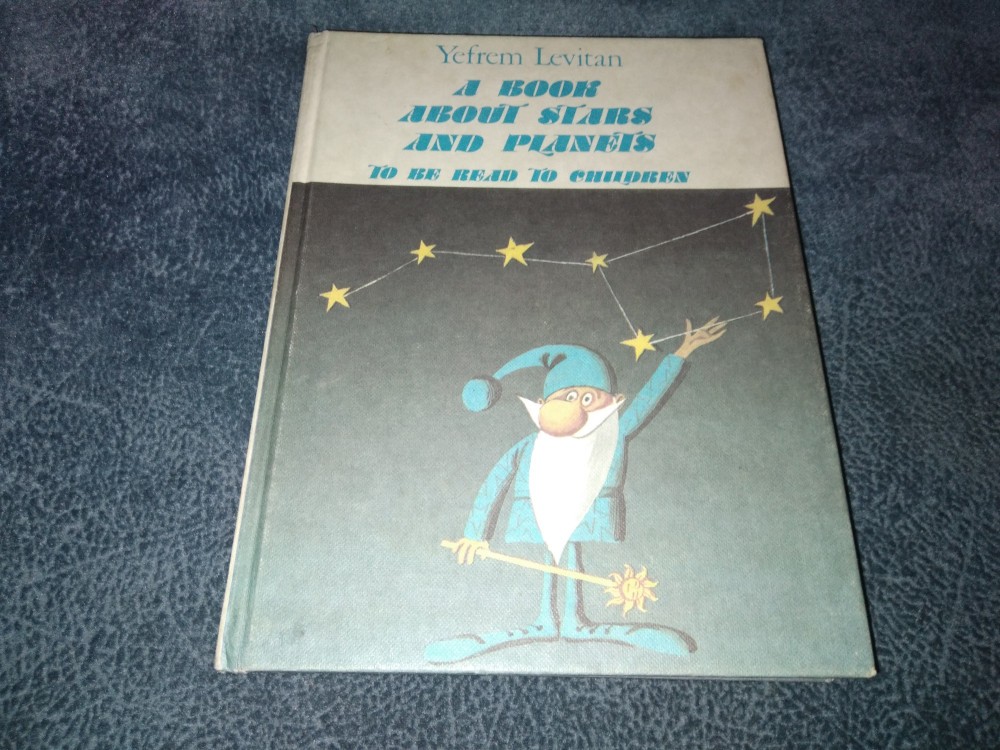 Yefrem Levitan
A BOOK
ABOUT STARS
AND PLANETS
TO BE READ TO CHILDREN